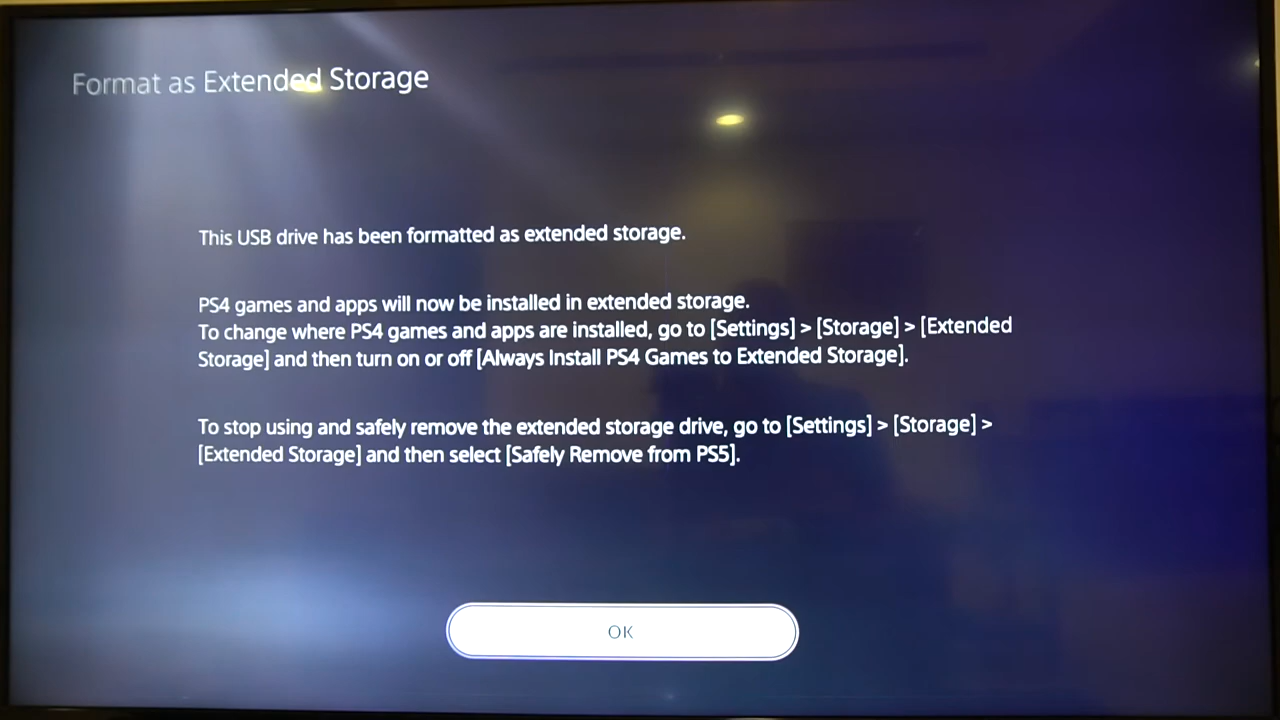 Format as Extended Storage
This USB drive has been formatted as extended storage.
PS4 games and apps will now be installed in extended storage.
To change where PS4 games and apps are installed, go to [Settings] > [Storage] > [Extended
Storage] and then turn on or off [Always Install PS4 Games to Extended Storage].
To stop using and safely remove the extended storage drive, go to [Settings] > [Storage] >
[Extended Storage] and then select [Safely Remove from PS5].
OK